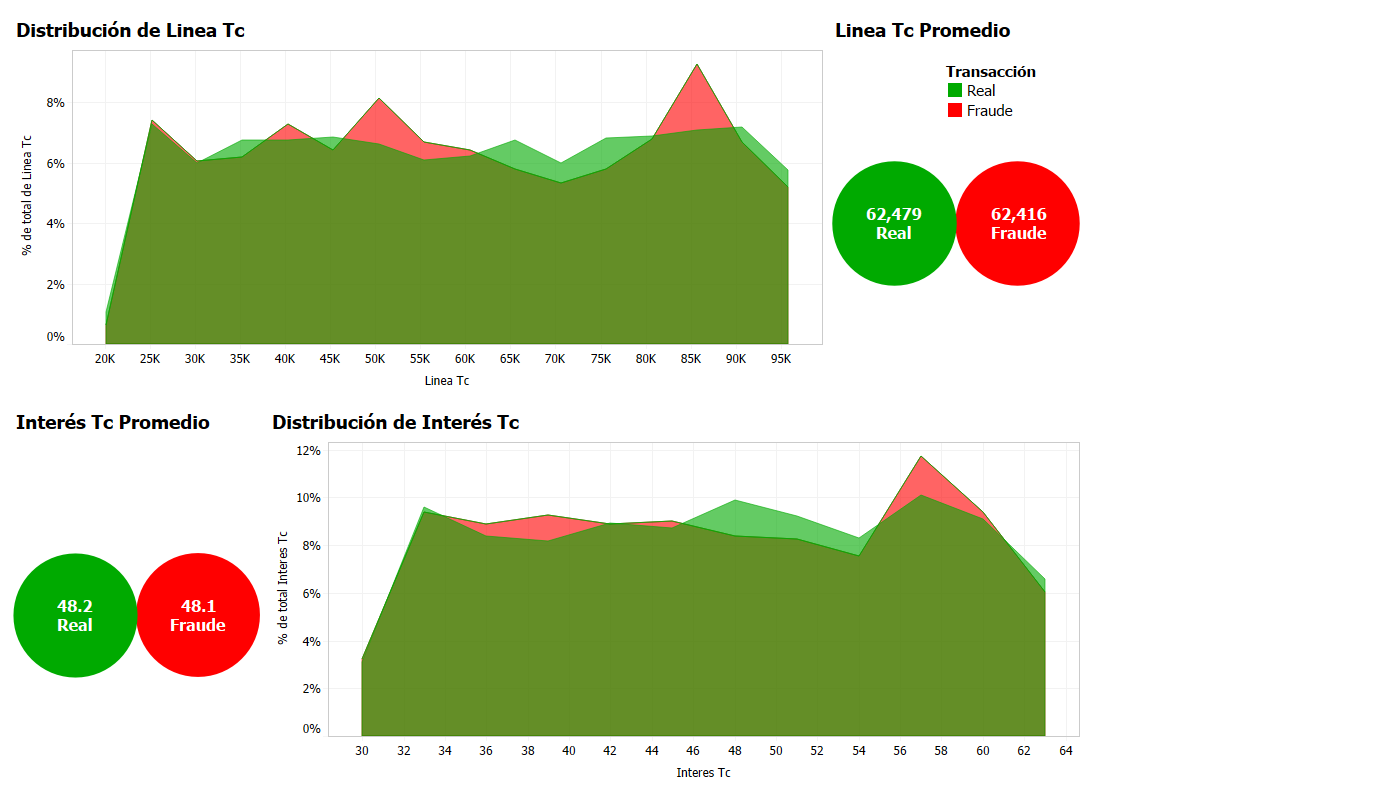 Distribución de Linea Tc
% de total de Linea Tc
8%
6%
4%
2%
0%
20K 25K 30K 35K 40K 45K 50K 55K 60K 65K 70K 75K 80K 85K 90K 95K
Linea Tc
Linea Tc Promedio
Transacción
Real
Fraude
62,479
Real
62,416
Fraude
Interés Tc Promedio
48.2
Real
48.1
Fraude
Distribución de Interés Tc
% de total Interes Tc
12%
10%
8%
6%
4%
2%
0%
30 32 34 36 38 40 42 44 46 48 50 52 54 56 58 60 62 64
Interes Tc